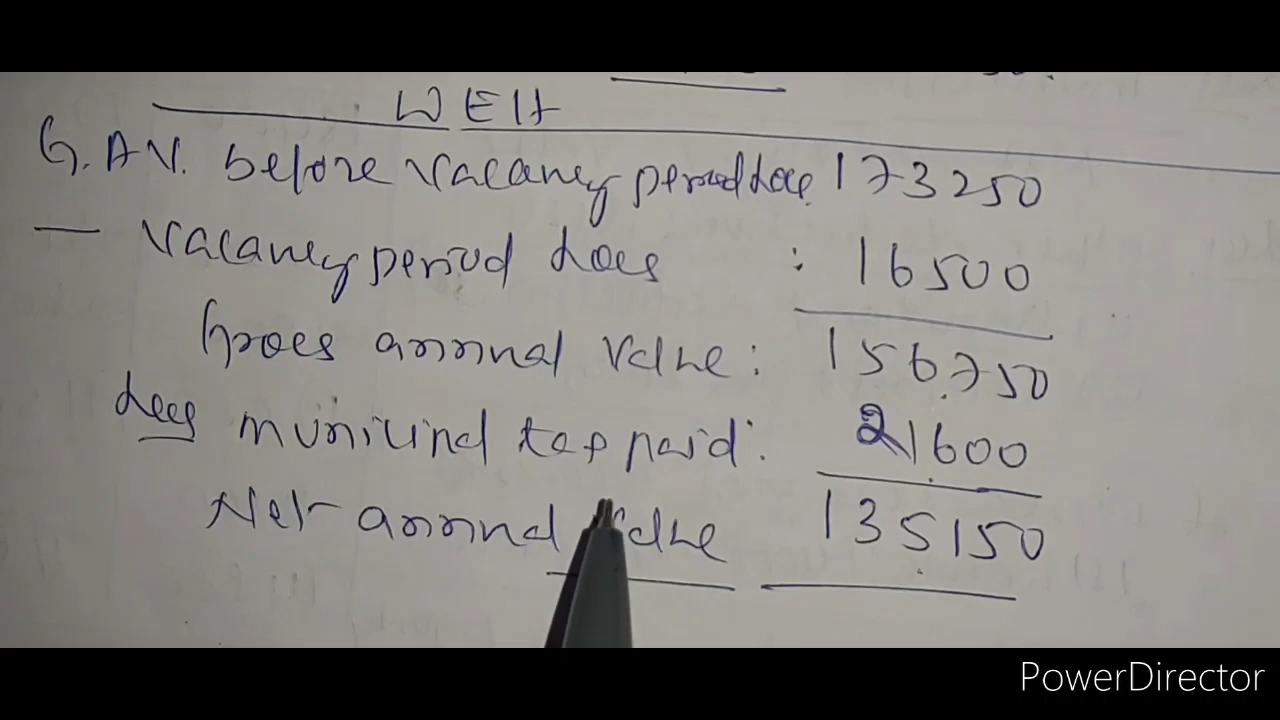 WEH
G.AV. before vacancy period loss 173250
— Vacancy period loss : 16500
Gross annual value : 156750
Less municipal tax paid : 21600
Net annual value 135150
PowerDirector